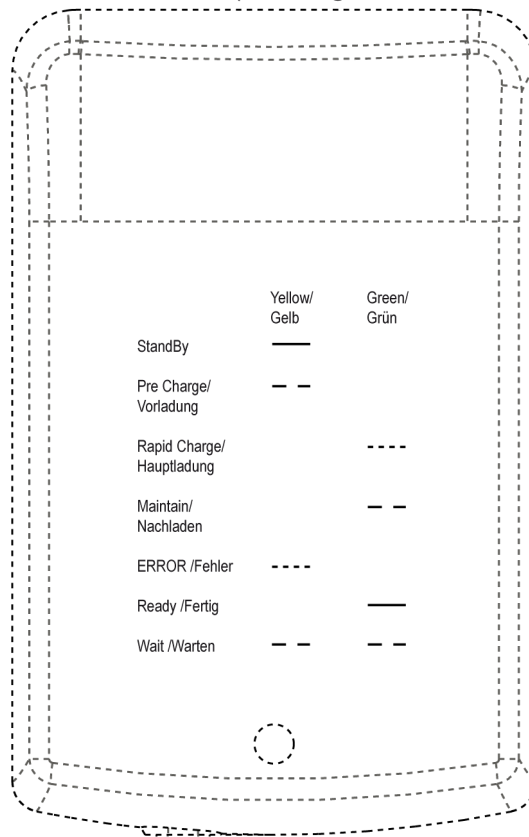 Yellow/ Green/
Gelb Grün
StandBy
Pre Charge/
Vorladung
Rapid Charge/
Hauptladung
Maintain/
Nachladen
ERROR /Fehler
Ready /Fertig
Wait /Warten